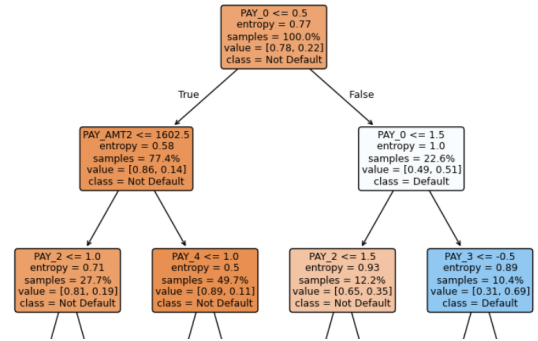 PAY_0 <= 0.5
entropy = 0.77
samples = 100.0%
value = [0.78, 0.22]
class = Not Default
True
False
PAY_AMT2 <= 1602.5
entropy = 0.58
samples = 77.4%
value = [0.86, 0.14]
class = Not Default
PAY_0 <= 1.5
entropy = 1.0
samples = 22.6%
value = [0.49, 0.51]
class = Default
PAY_2 <= 1.0
entropy = 0.71
samples = 27.7%
value = [0.81, 0.19]
class = Not Default
PAY_4 <= 1.0
entropy = 0.5
samples = 49.7%
value = [0.89, 0.11]
class = Not Default
PAY_2 <= 1.5
entropy = 0.93
samples = 12.2%
value = [0.65, 0.35]
class = Not Default
PAY_3 <= -0.5
entropy = 0.89
samples = 10.4%
value = [0.31, 0.69]
class = Default